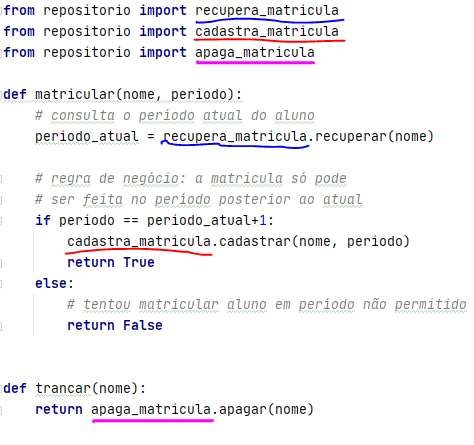 from repositorio import recupera_matricula
from repositorio import cadastra_matricula
from repositorio import apaga_matricula
def matricular(nome, periodo):
# consulta o periodo atual do aluno
periodo_atual = recupera_matricula.recuperar(nome)
# regra de negócio: a matricula só pode
# ser feita no período posterior ao atual
if periodo == periodo_atual+1:
cadastra_matricula.cadastrar(nome, periodo)
return True
else:
# tentou matricular aluno em periodo não permitido
return False
def trancar(nome):
return apaga_matricula.apagar(nome)